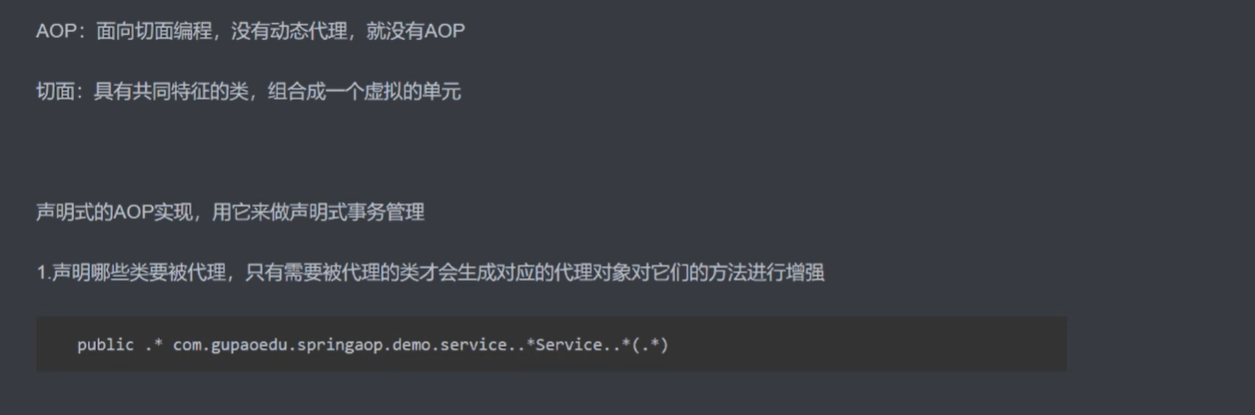 AOP：面向切面编程，没有动态代理，就没有AOP
切面：具有共同特征的类，组合成一个虚拟的单元
声明式的AOP实现，用它来做声明式事务管理
1.声明哪些类要被代理，只有需要被代理的类才会生成对应的代理对象对它们的方法进行增强
public .* com.gupaoedu.springaop.demo.service..*Service..*(.*)